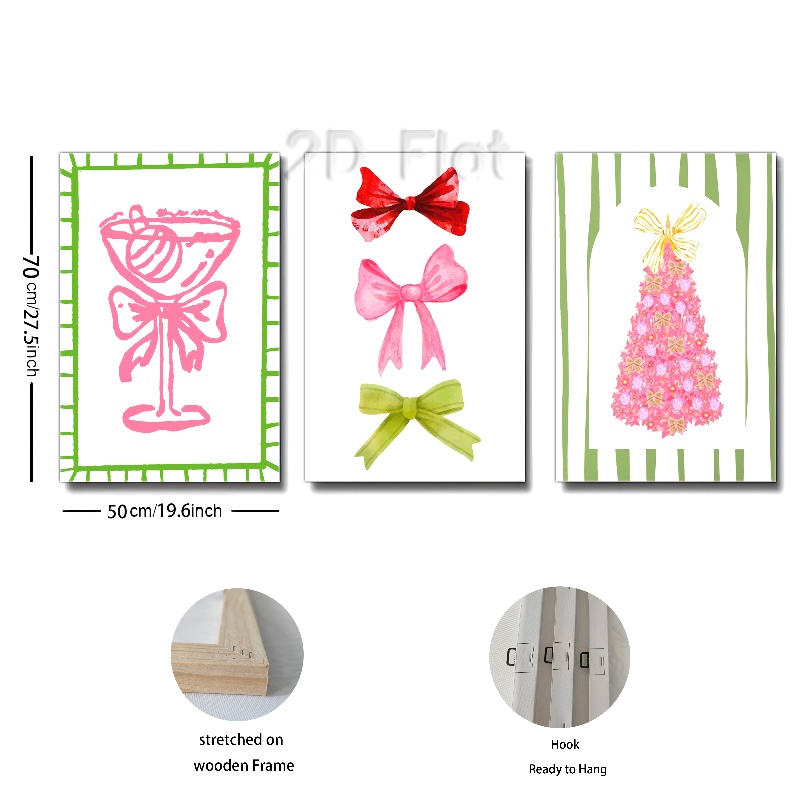 2D Flat
70 cm/27.5inch
50 cm/19.6inch
stretched on
wooden Frame
Hook
Ready to Hang